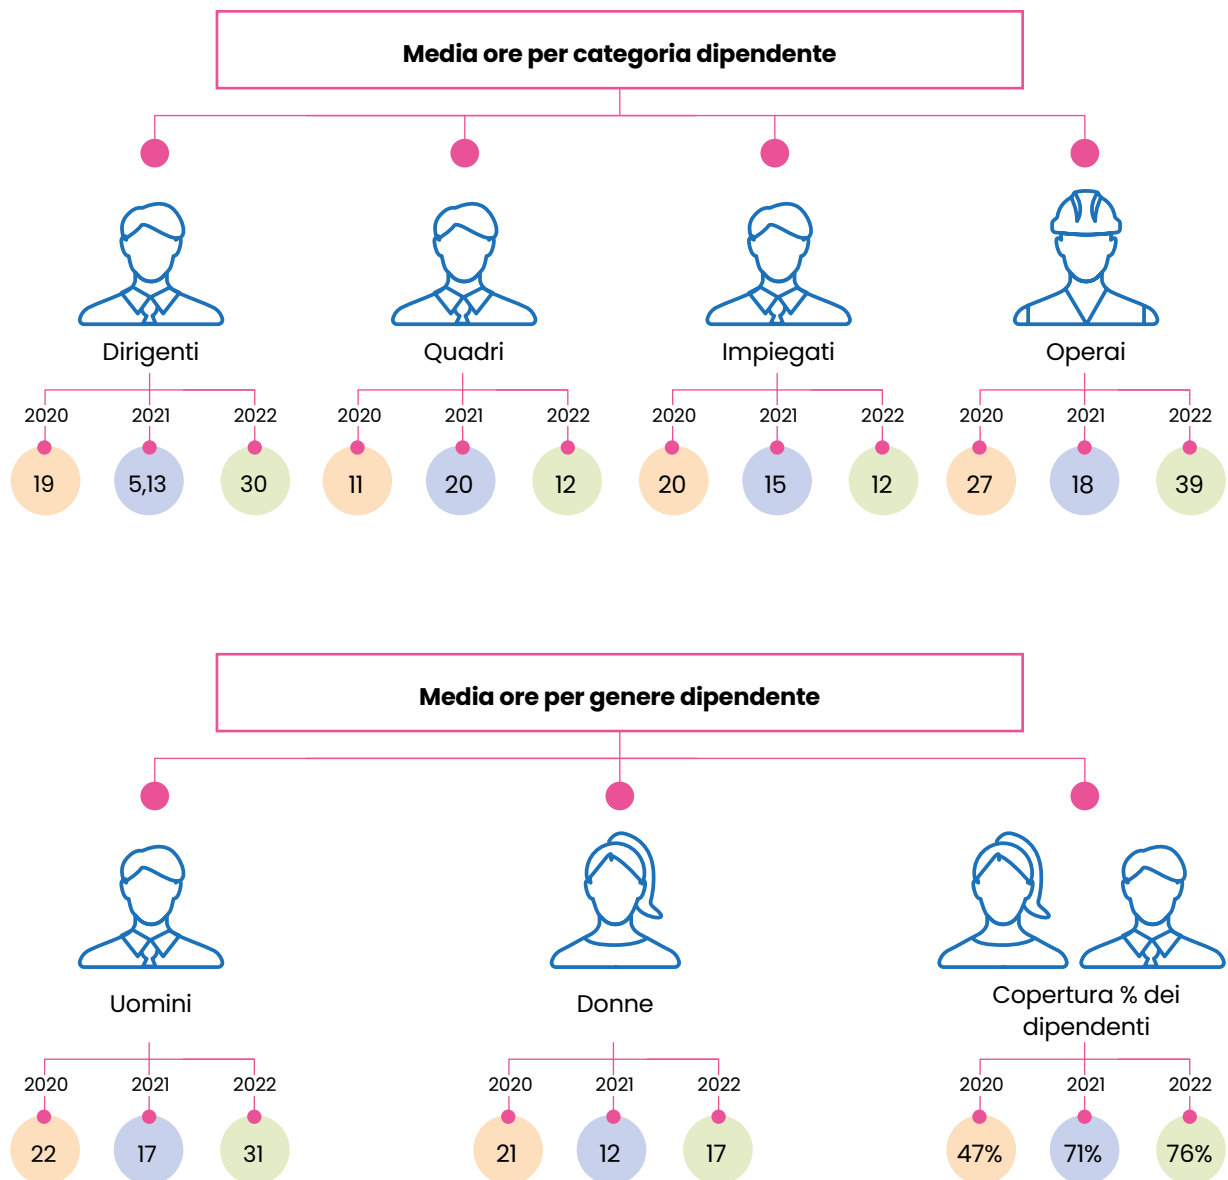 Media ore per categoria dipendente
Dirigenti
Quadri
Impiegati
Operai
2020 2021 2022
2020 2021 2022
2020 2021 2022
2020 2021 2022
19 5,13 30
11 20 12
20 15 12
27 18 39
Media ore per genere dipendente
Uomini
Donne
Copertura % dei
dipendenti
2020 2021 2022
2020 2021 2022
2020 2021 2022
22 17 31
21 12 17
47% 71% 76%